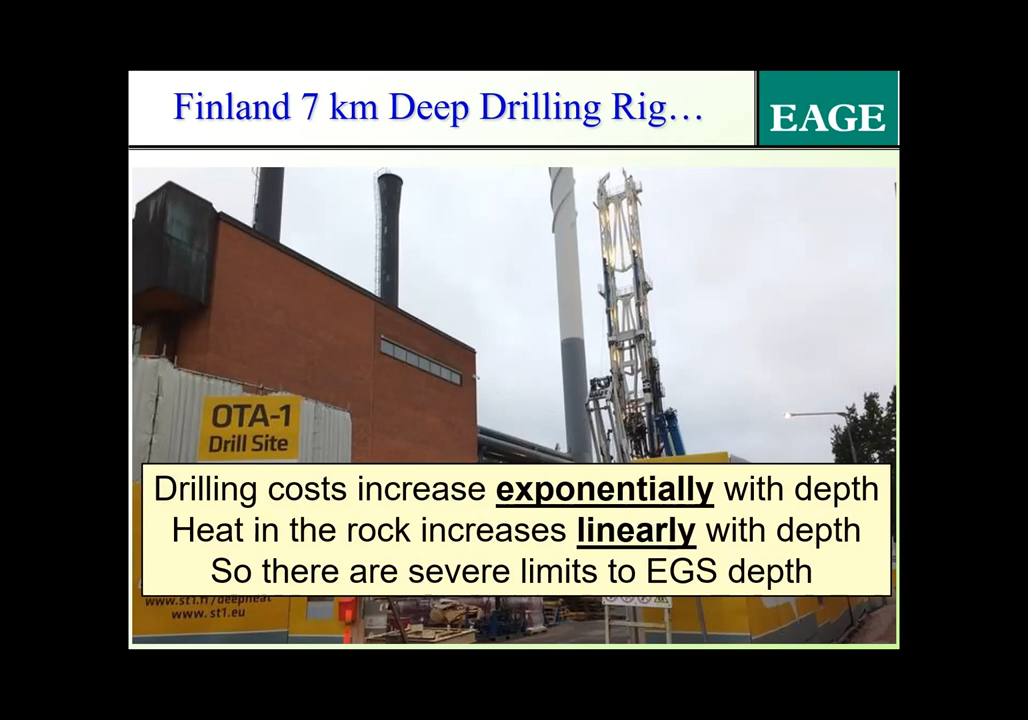 Finland 7 km Deep Drilling Rig…
EAGE
OTA-1
Drill Site
Drilling costs increase exponentially with depth
Heat in the rock increases linearly with depth
So there are severe limits to EGS depth
www.st1.fi/deepheat
www.st1.eu